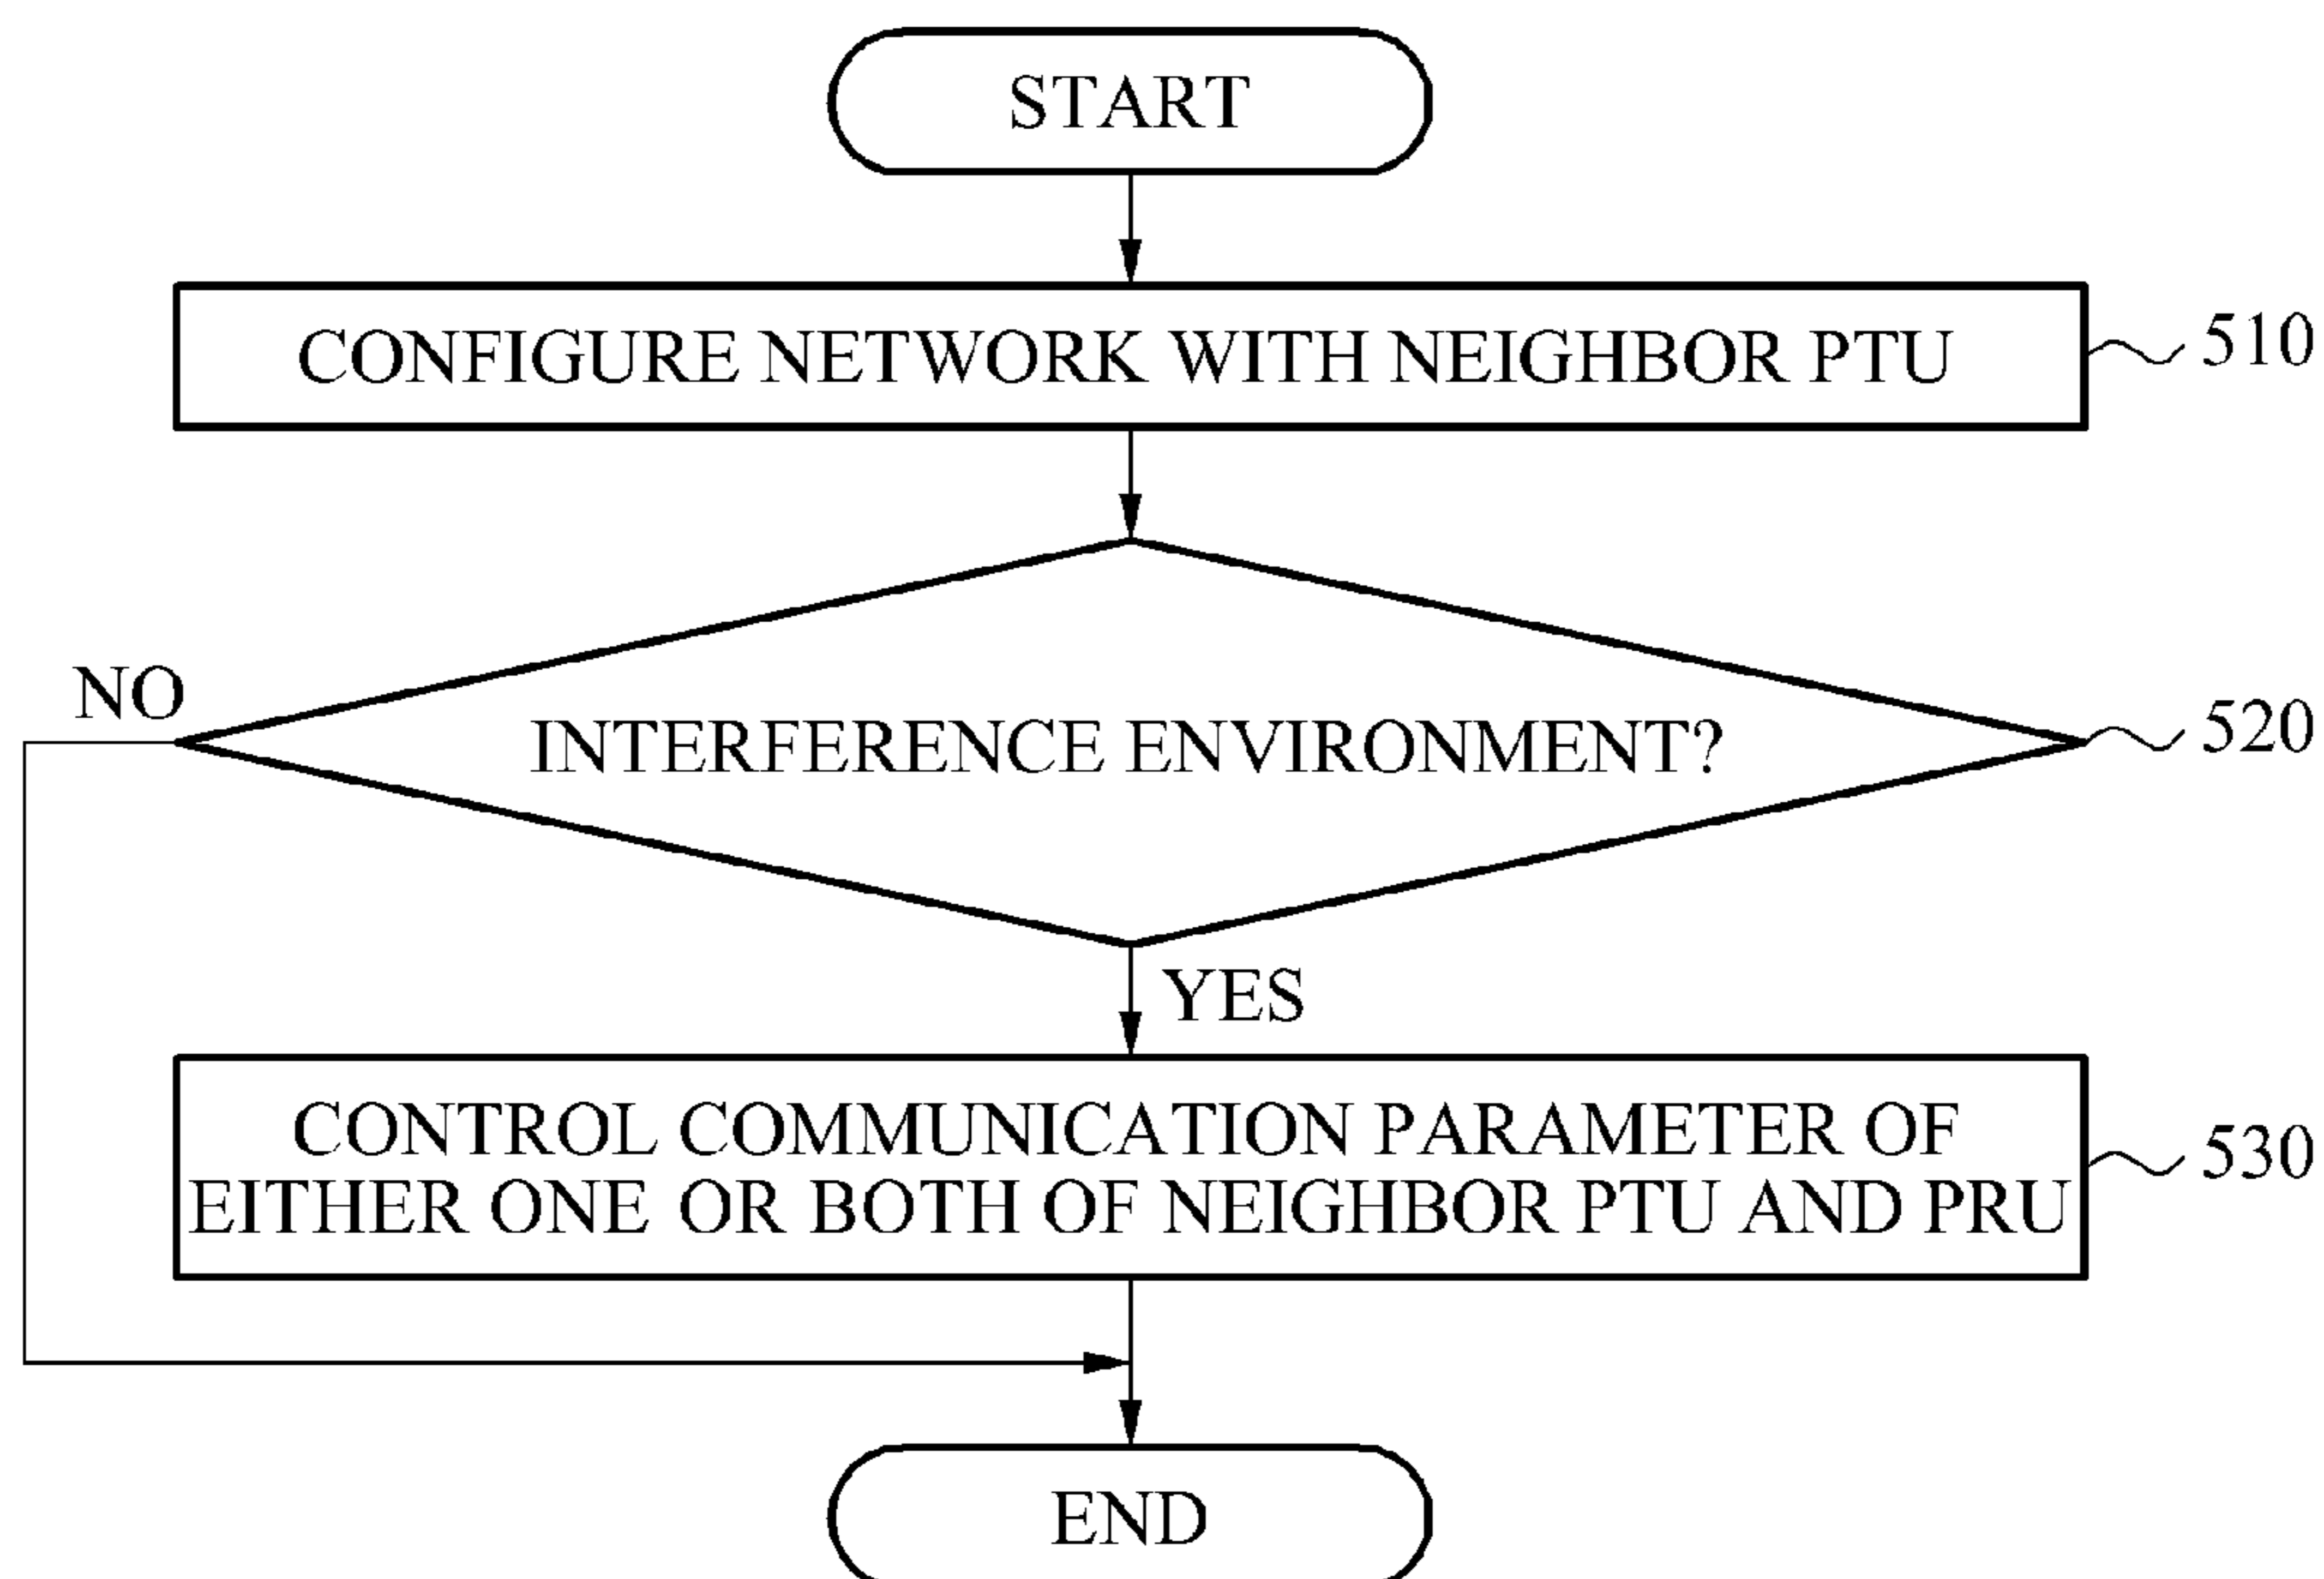 START
CONFIGURE NETWORK WITH NEIGHBOR PTU
510
NO
INTERFERENCE ENVIRONMENT?
520
YES
CONTROL COMMUNICATION PARAMETER OF
EITHER ONE OR BOTH OF NEIGHBOR PTU AND PRU
530
END